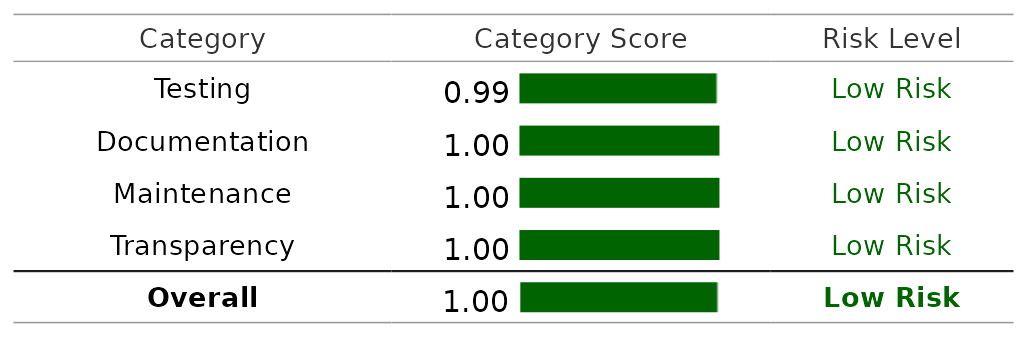 Category Category Score Risk Level
Testing 0.99 Low Risk
Documentation 1.00 Low Risk
Maintenance 1.00 Low Risk
Transparency 1.00 Low Risk
Overall 1.00 Low Risk